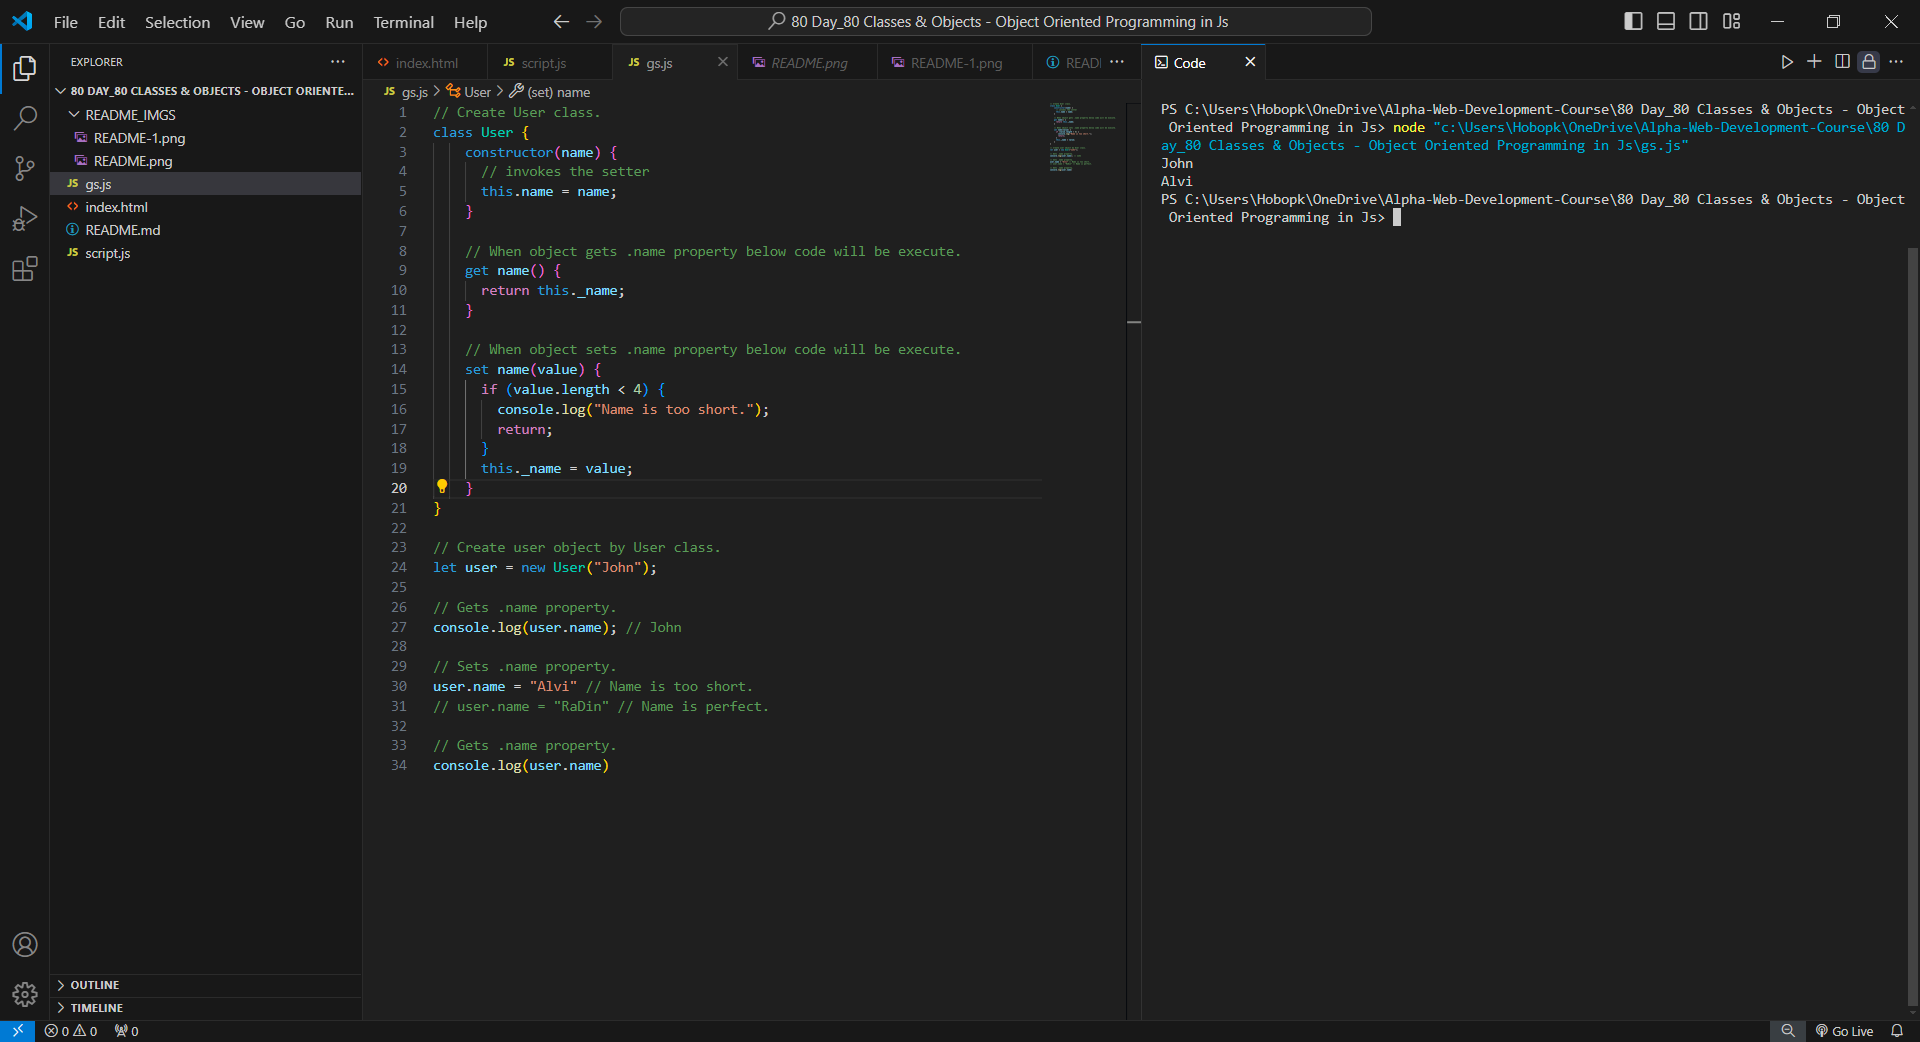 File Edit Selection View Go Run Terminal Help
80 Day_80 Classes & Objects - Object Oriented Programming in Js
EXPLORER
80 DAY_80 CLASSES & OBJECTS - OBJECT ORIENTE...
README_IMGS
README-1.png
README.png
JS gs.js
index.html
README.md
JS script.js
OUTLINE
TIMELINE
index.html JS script.js JS gs.js README.png README-1.png READ
JS gs.js > User > (set) name
1 // Create User class.
2 class User {
3 constructor(name) {
4 // invokes the setter
5 this.name = name;
6 }
7
8 // When object gets .name property below code will be execute.
9 get name() {
10 return this._name;
11 }
12
13 // When object sets .name property below code will be execute.
14 set name(value) {
15 if (value.length < 4) {
16 console.log("Name is too short.");
17 return;
18 }
19 this._name = value;
20 }
21 }
22
23 // Create user object by User class.
24 let user = new User("John");
25
26 // Gets .name property.
27 console.log(user.name); // John
28
29 // Sets .name property.
30 user.name = "Alvi" // Name is too short.
31 // user.name = "RaDin" // Name is perfect.
32
33 // Gets .name property.
34 console.log(user.name)
Code
PS C:\Users\Hobopk\OneDrive\Alpha-Web-Development-Course\80 Day_80 Classes & Objects - Object
Oriented Programming in Js> node "c:\Users\Hobopk\OneDrive\Alpha-Web-Development-Course\80 D
ay_80 Classes & Objects - Object Oriented Programming in Js\gs.js"
John
Alvi
PS C:\Users\Hobopk\OneDrive\Alpha-Web-Development-Course\80 Day_80 Classes & Objects - Object
Oriented Programming in Js>
0 0 0
Go Live